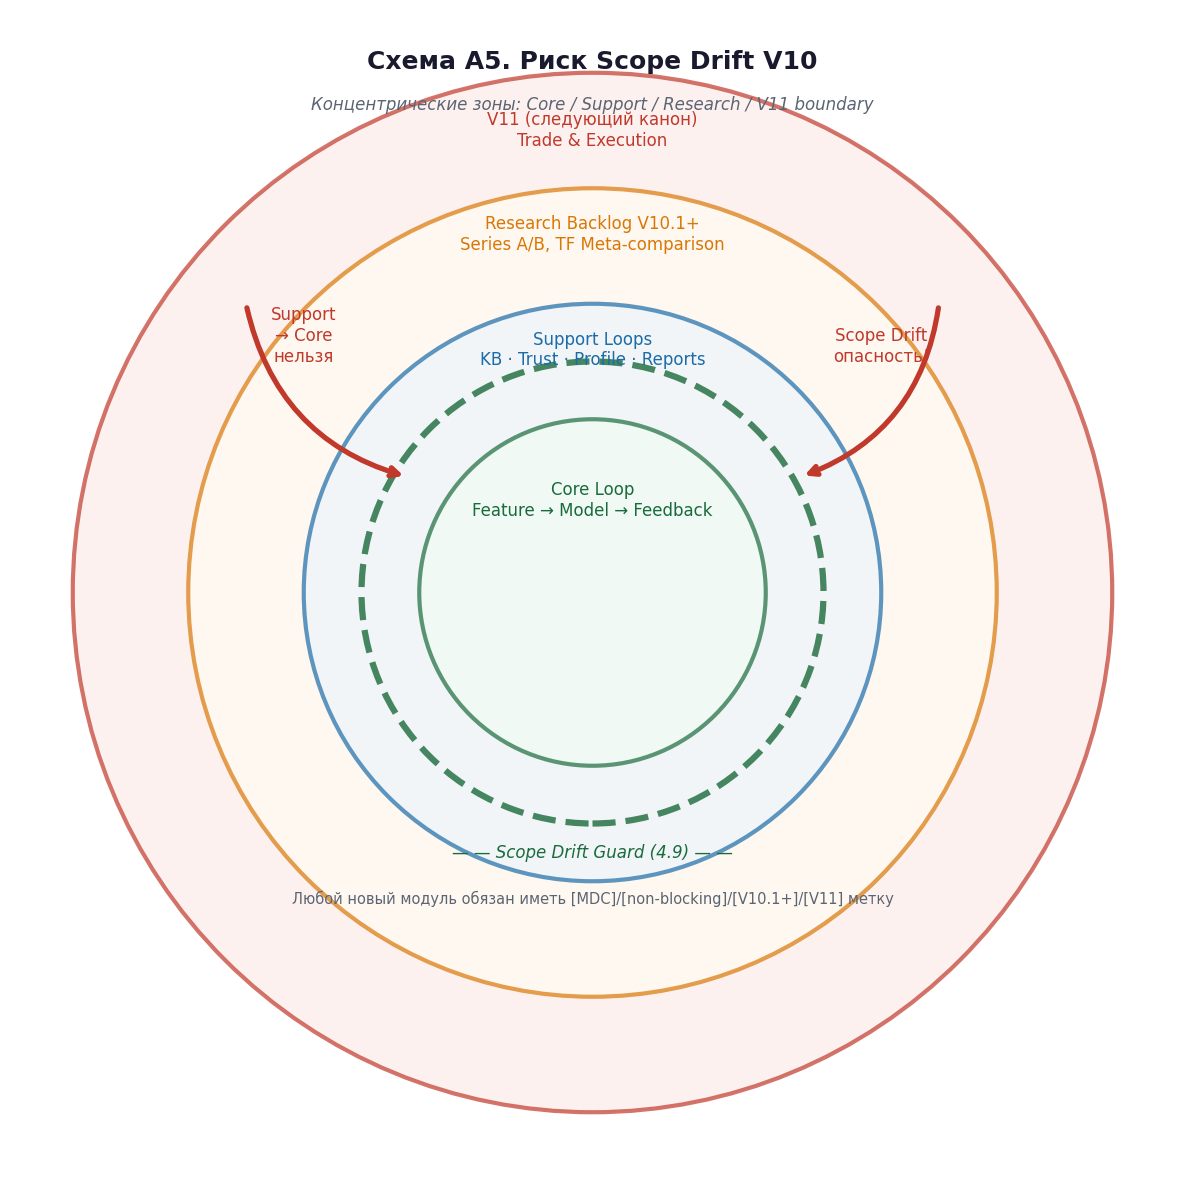 Схема A5. Риск Scope Drift V10
Концентрические зоны: Core / Support / Research / V11 boundary
V11 (следующий канон)
Trade & Execution
Research Backlog V10.1+
Series A/B, TF Meta-comparison
Support
→ Core
нельзя
Scope Drift
опасность
Support Loops
KB · Trust · Profile · Reports
Core Loop
Feature → Model → Feedback
— — Scope Drift Guard (4.9) — —
Любой новый модуль обязан иметь [MDC]/[non-blocking]/[V10.1+]/[V11] метку